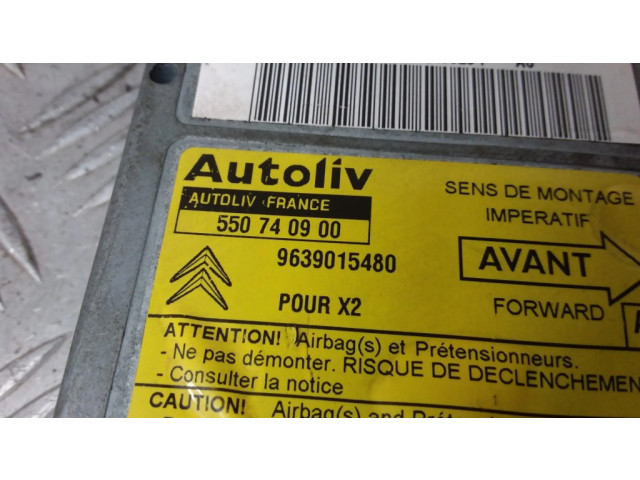 Autoliv
AUTOLIV FRANCE
550 74 09 00
9639015480
POUR X2
SENS DE MONTAGE
IMPERATIF
AVANT
FORWARD
ATTENTION! Airbag(s) et Prétensionneurs.
- Ne pas démonter. RISQUE DE DECLENCHEMEN
- Consulter la notice
CAUTION! Airbag(s) and Préten